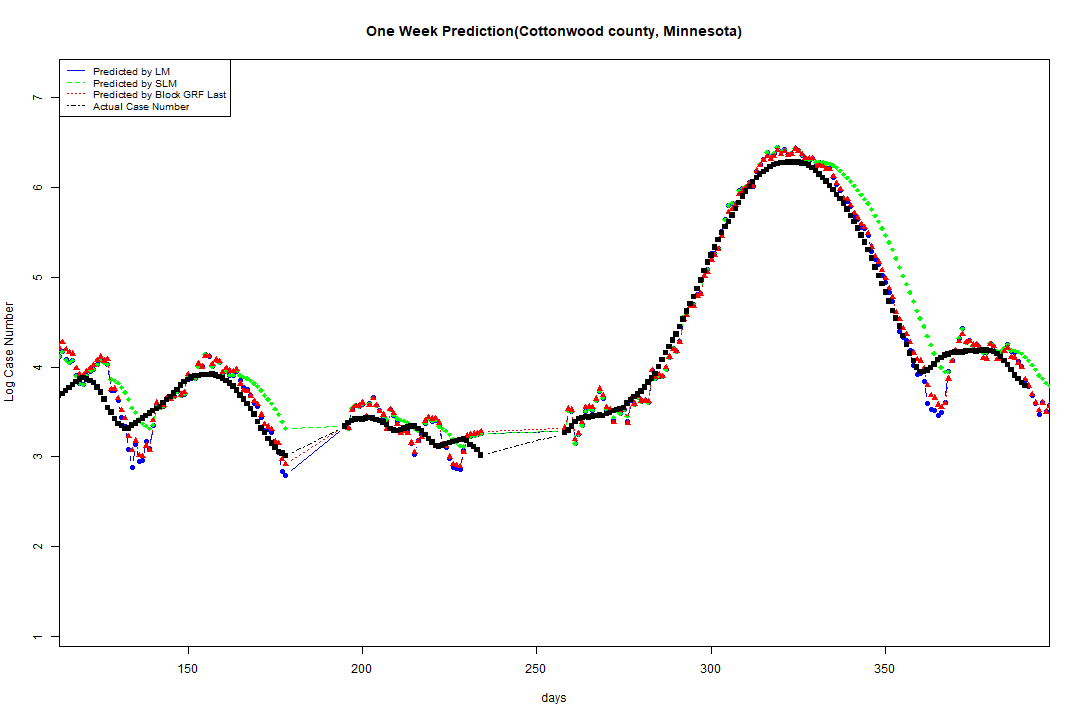 One Week Prediction(Cottonwood county, Minnesota)
Predicted by LM
Predicted by SLM
Predicted by Block GRF Last
Actual Case Number
7
6
5
4
3
2
1
Log Case Number
150 200 250 300 350
days